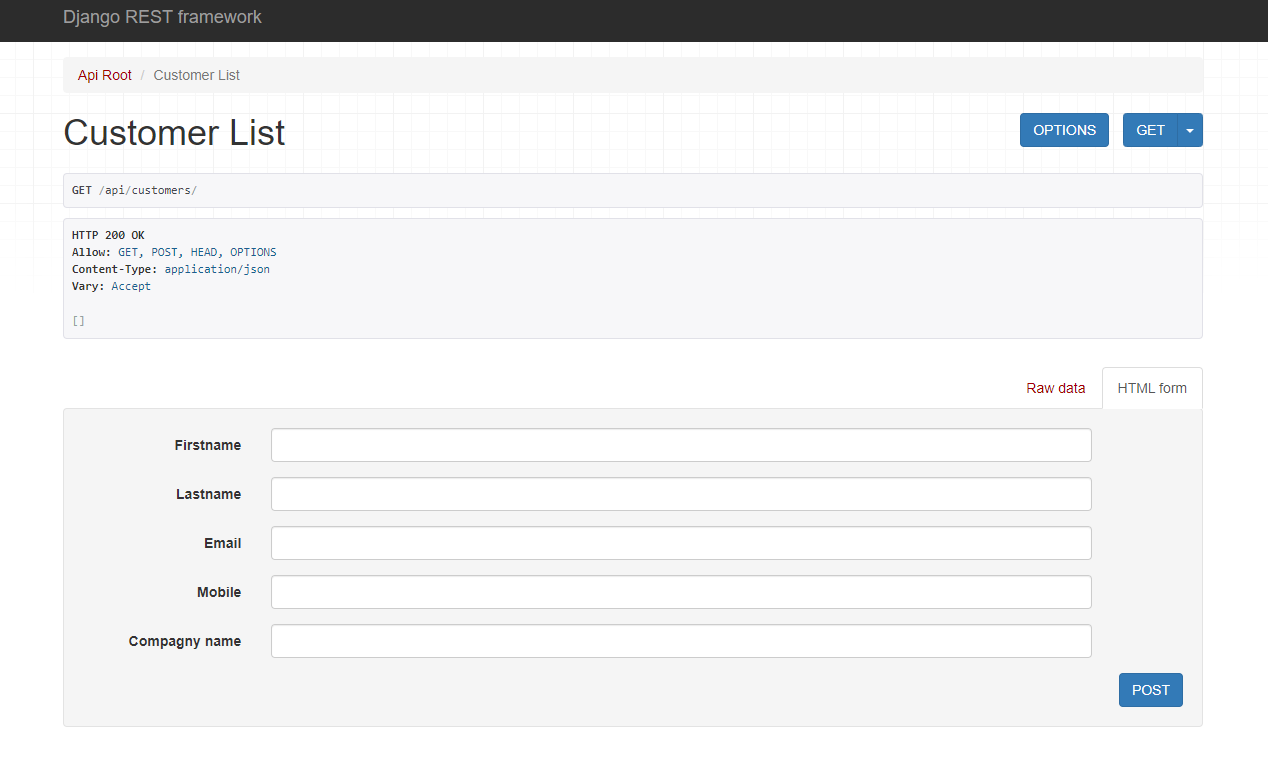 Django REST framework
Api Root / Customer List
Customer List
OPTIONS
GET
GET /api/customers/
HTTP 200 OK
Allow: GET, POST, HEAD, OPTIONS
Content-Type: application/json
Vary: Accept
[]
Raw data
HTML form
Firstname
Lastname
Email
Mobile
Compagny name
POST